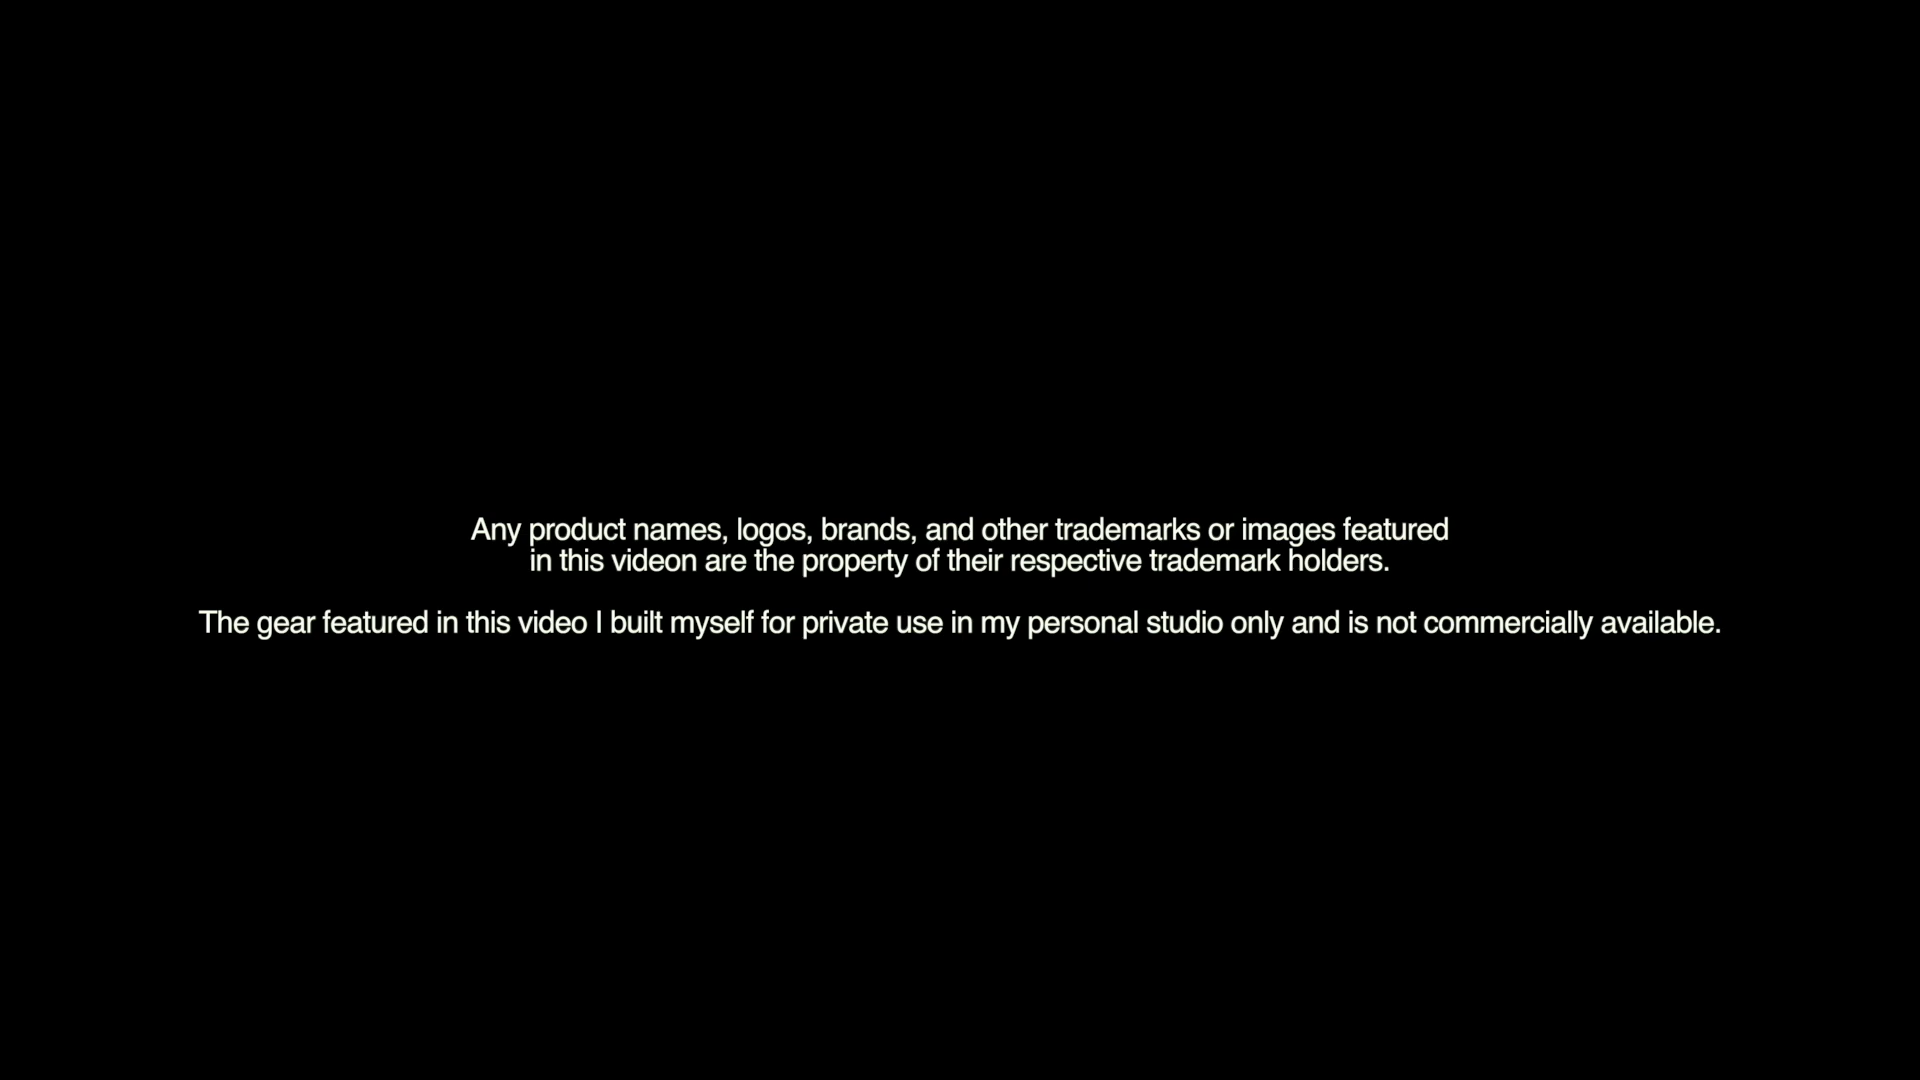 Any product names, logos, brands, and other trademarks or images featured
in this videon are the property of their respective trademark holders.
The gear featured in this video I built myself for private use in my personal studio only and is not commercially available.